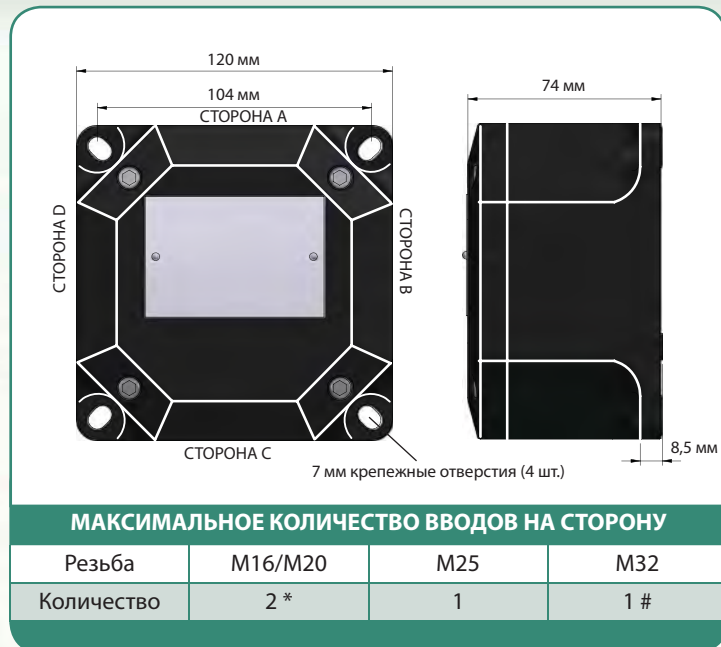 120 мм
104 мм
74 мм
СТОРОНА A
СТОРОНА D
СТОРОНА B
СТОРОНА C
8,5 мм
7 мм крепежные отверстия (4 шт.)
МАКСИМАЛЬНОЕ КОЛИЧЕСТВО ВВОДОВ НА СТОРОНУ
Резьба M16/M20 M25 M32
Количество 2 * 1 1 #